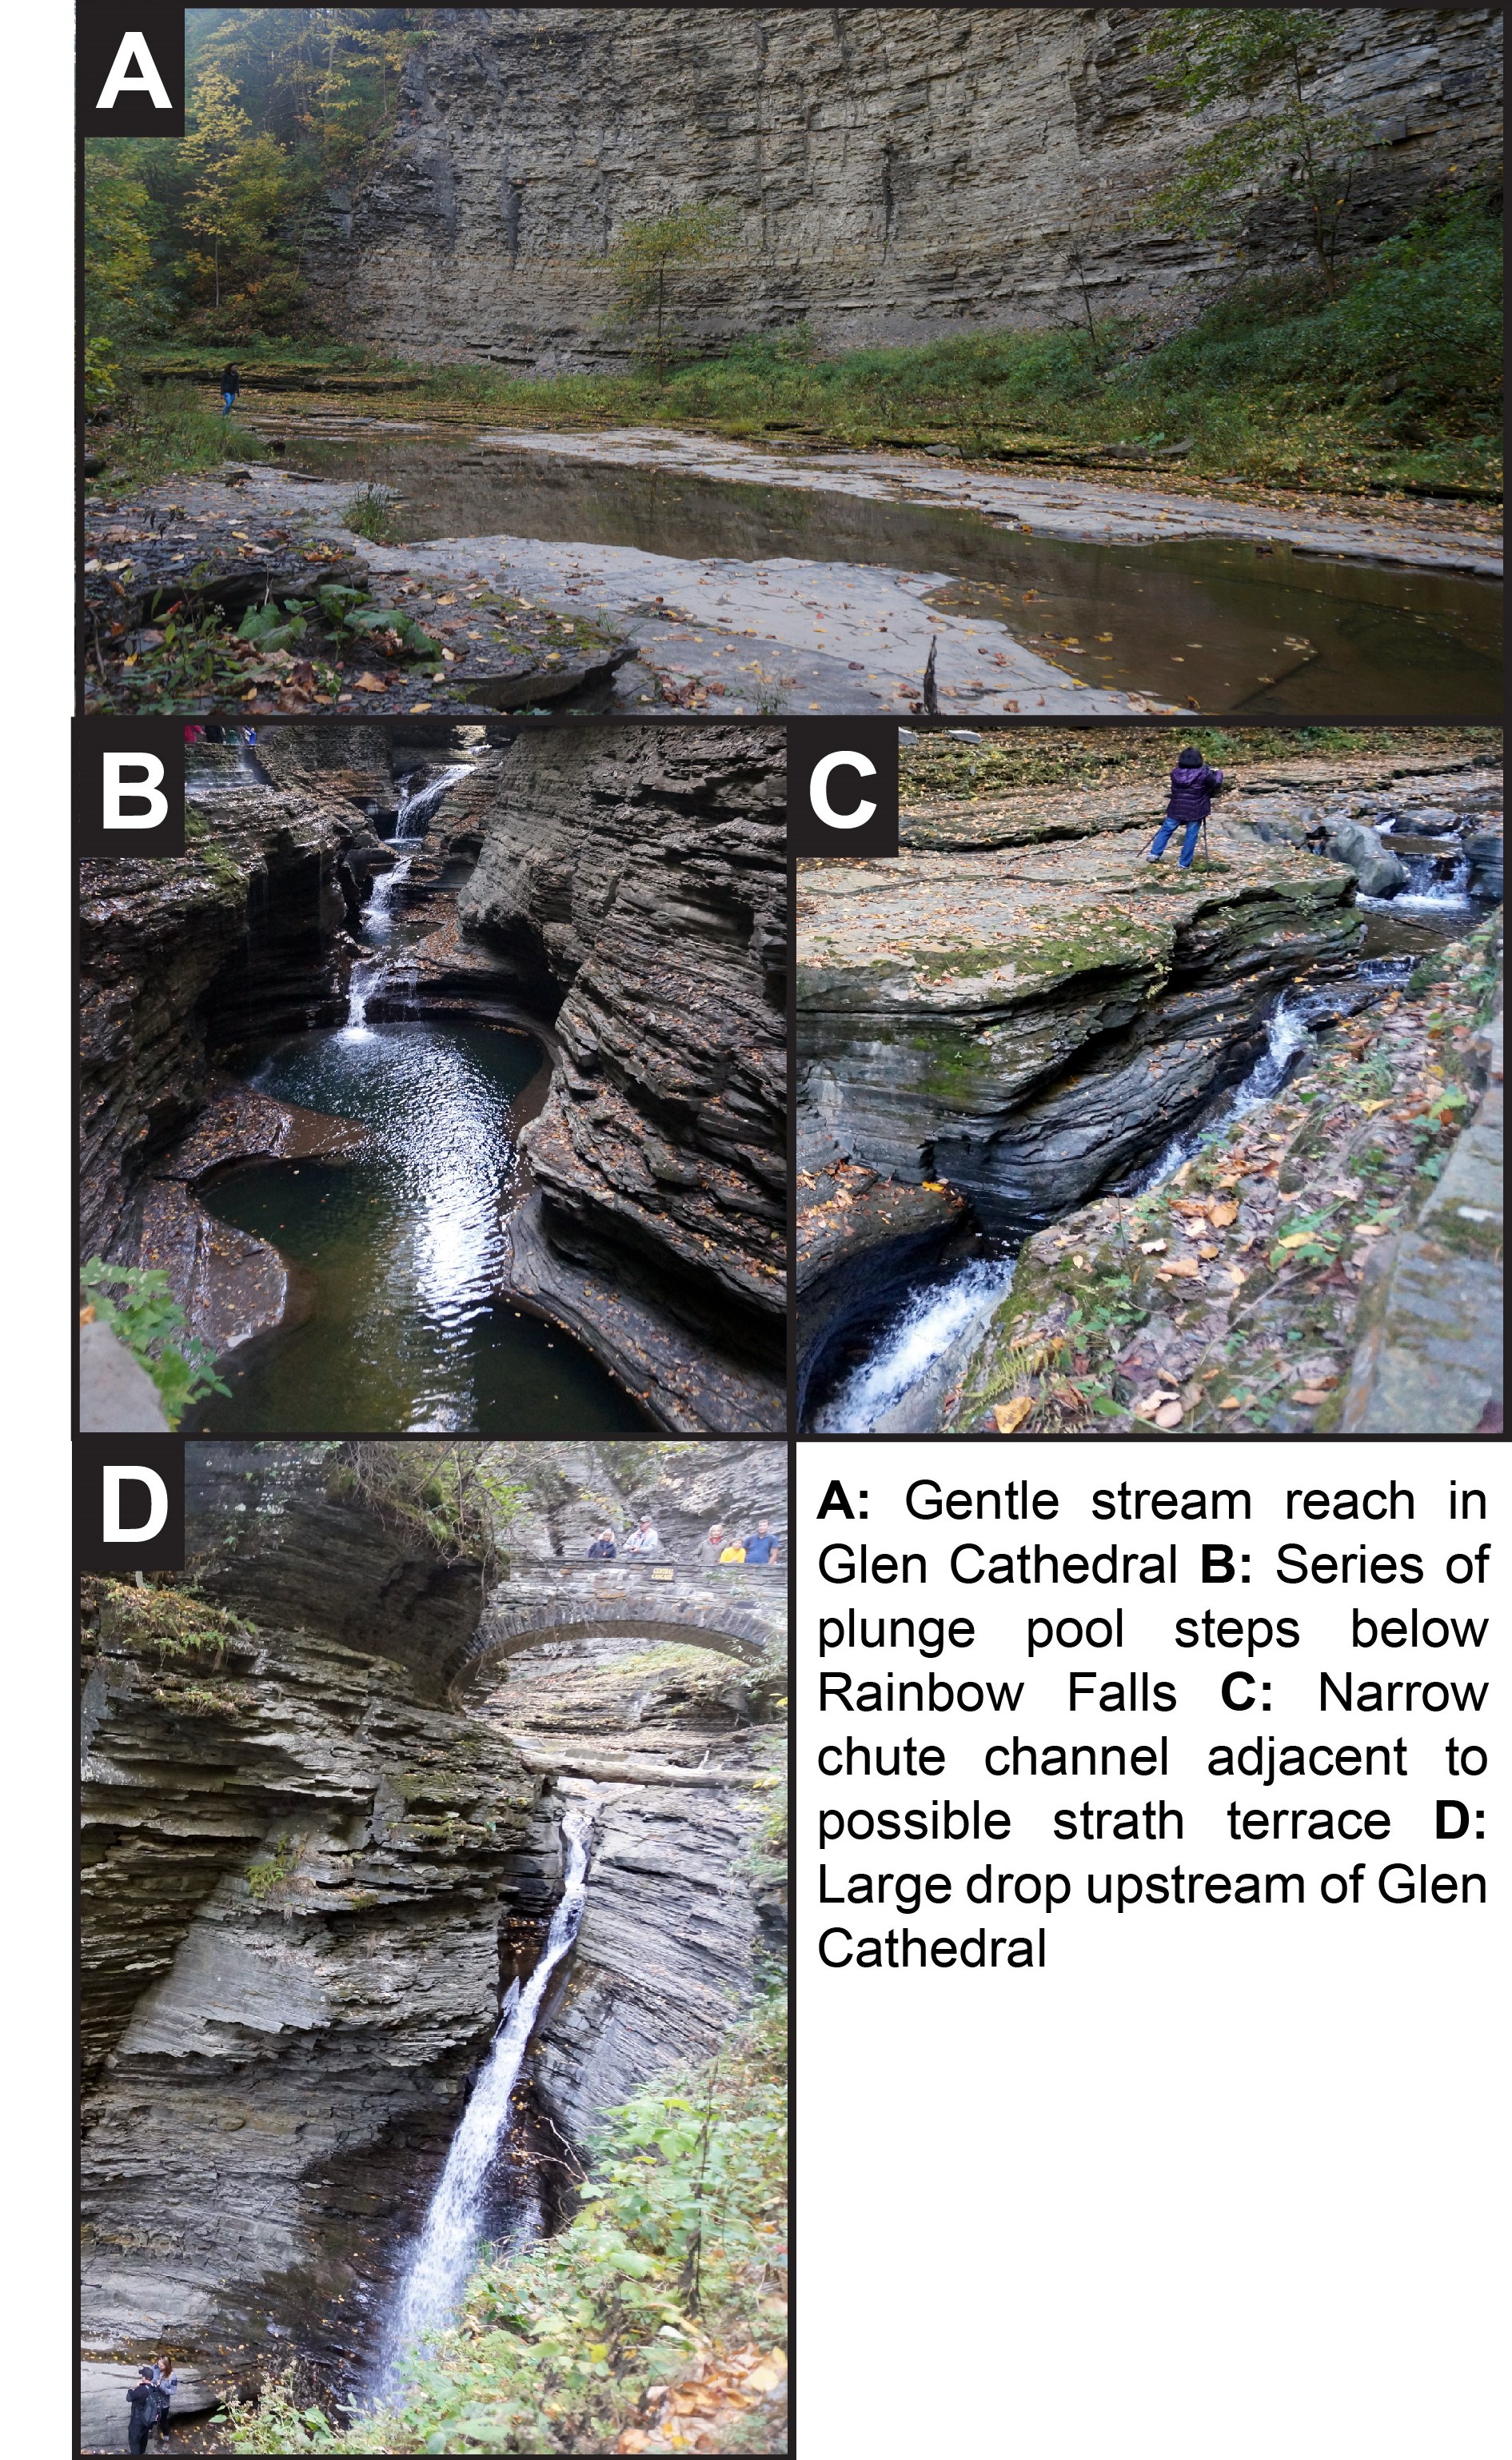 A
B
C
D
A: Gentle stream reach in
Glen Cathedral B: Series of
plunge pool steps below
Rainbow Falls C: Narrow
chute channel adjacent to
possible strath terrace D:
Large drop upstream of Glen
Cathedral